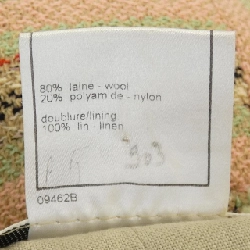 80% laine - wool
20% polyamide - nylon
doublure/lining
100% lin linen
09462B